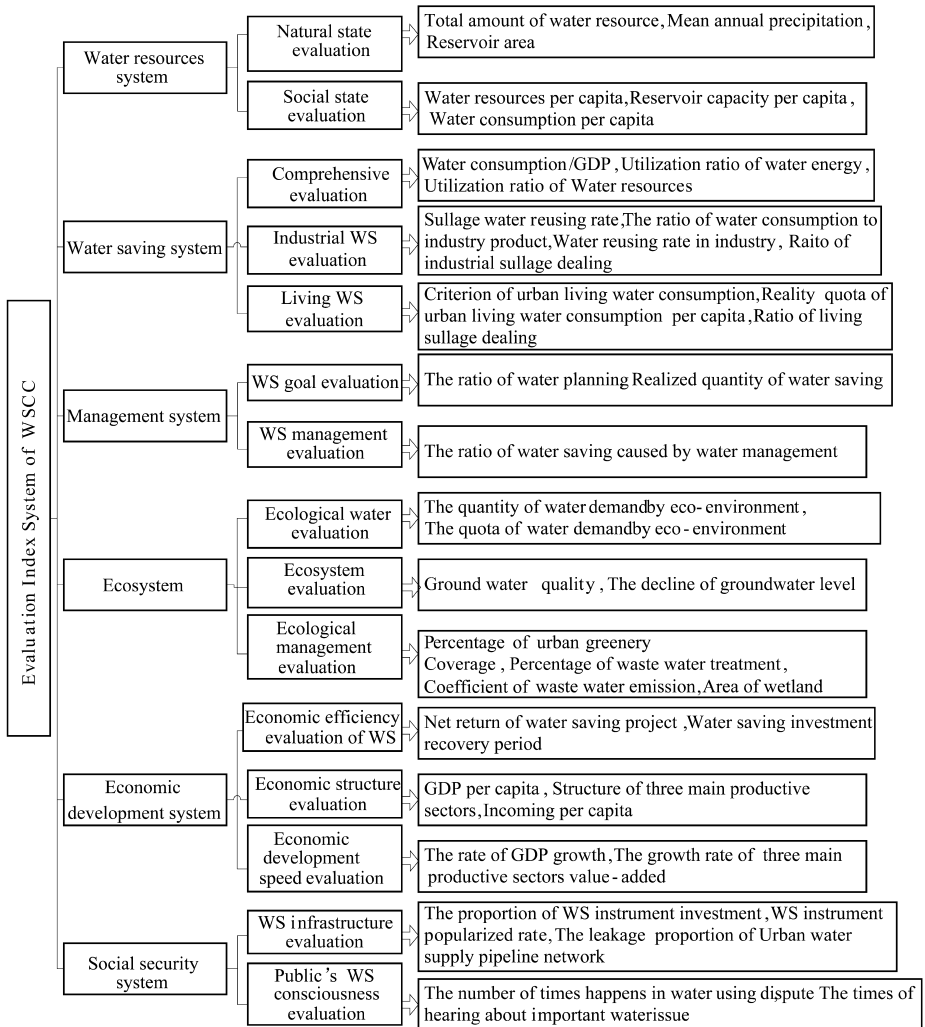 Evaluation Index System of WSCC
Water resources
system
Natural state
evaluation
Total amount of water resource,Mean annual precipitation,
Reservoir area
Social state
evaluation
Water resources per capita,Reservoir capacity per capita,
Water consumption per capita
Water saving system
Comprehensive
evaluation
Water consumption/GDP,Utilization ratio of water energy,
Utilization ratio of Water resources
Industrial WS
evaluation
Sullage water reusing rate,The ratio of water consumption to
industry product,Water reusing rate in industry, Raito of
industrial sullage dealing
Living WS
evaluation
Criterion of urban living water consumption,Reality quota of
urban living water consumption per capita,Ratio of living
sullage dealing
Management system
WS goal evaluation
The ratio of water planning Realized quantity of water saving
WS management
evaluation
The ratio of water saving caused by water management
Ecosystem
Ecological water
evaluation
The quantity of water demandby eco-environment,
The quota of water demandby eco-environment
Ecosystem
evaluation
Ground water quality, The decline of groundwater level
Ecological
management
evaluation
Percentage of urban greenery
Coverage, Percentage of waste water treatment,
Coefficient of waste water emission,Area of wetland
Economic
development system
Economic efficiency
evaluation of WS
Net return of water saving project,Water saving investment
recovery period
Economic structure
evaluation
GDP per capita, Structure of three main productive
sectors,Incoming per capita
Economic
development
speed evaluation
The rate of GDP growth,The growth rate of three main
productive sectors value-added
Social security
system
WS infrastructure
evaluation
The proportion of WS instrument investment,WS instrument
popularized rate,The leakage proportion of Urban water
supply pipeline network
Public's WS
consciousness
evaluation
The number of times happens in water using dispute The times of
hearing about important waterissue